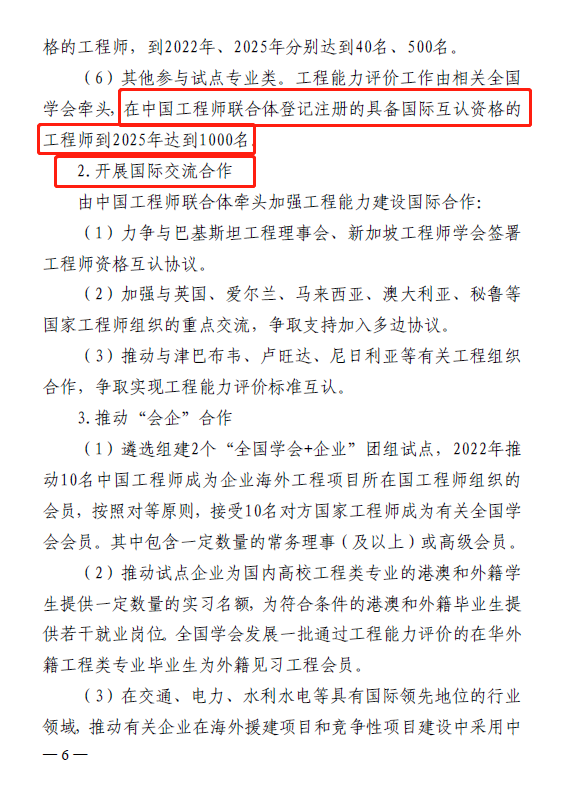 格的工程师，到2022年、2025年分别达到40名、500名。
（6）其他参与试点专业类。工程能力评价工作由相关全国
学会牵头，在中国工程师联合体登记注册的具备国际互认资格的
工程师到2025年达到1000名。
2.开展国际交流合作
由中国工程师联合体牵头加强工程能力建设国际合作：
（1）力争与巴基斯坦工程理事会、新加坡工程师学会签署
工程师资格互认协议。
（2）加强与英国、爱尔兰、马来西亚、澳大利亚、秘鲁等
国家工程师组织的重点交流，争取支持加入多边协议。
（3）推动与津巴布韦、卢旺达、尼日利亚等有关工程组织
合作，争取实现工程能力评价标准互认。
3.推动“会企”合作
（1）遴选组建2个“全国学会+企业”团组试点，2022年推
动10名中国工程师成为企业海外工程项目所在国工程师组织的
会员，按照对等原则，接受10名对方国家工程师成为有关全国学
会会员。其中包含一定数量的常务理事（及以上）或高级会员。
（2）推动试点企业为国内高校工程类专业的港澳和外籍学
生提供一定数量的实习名额，为符合条件的港澳和外籍毕业生提
供若干就业岗位。全国学会发展一批通过工程能力评价的在华外
籍工程类专业毕业生为外籍见习工程会员。
（3）在交通、电力、水利水电等具有国际领先地位的行业
领域，推动有关企业在海外援建项目和竞争性项目建设中采用中
— 6 —